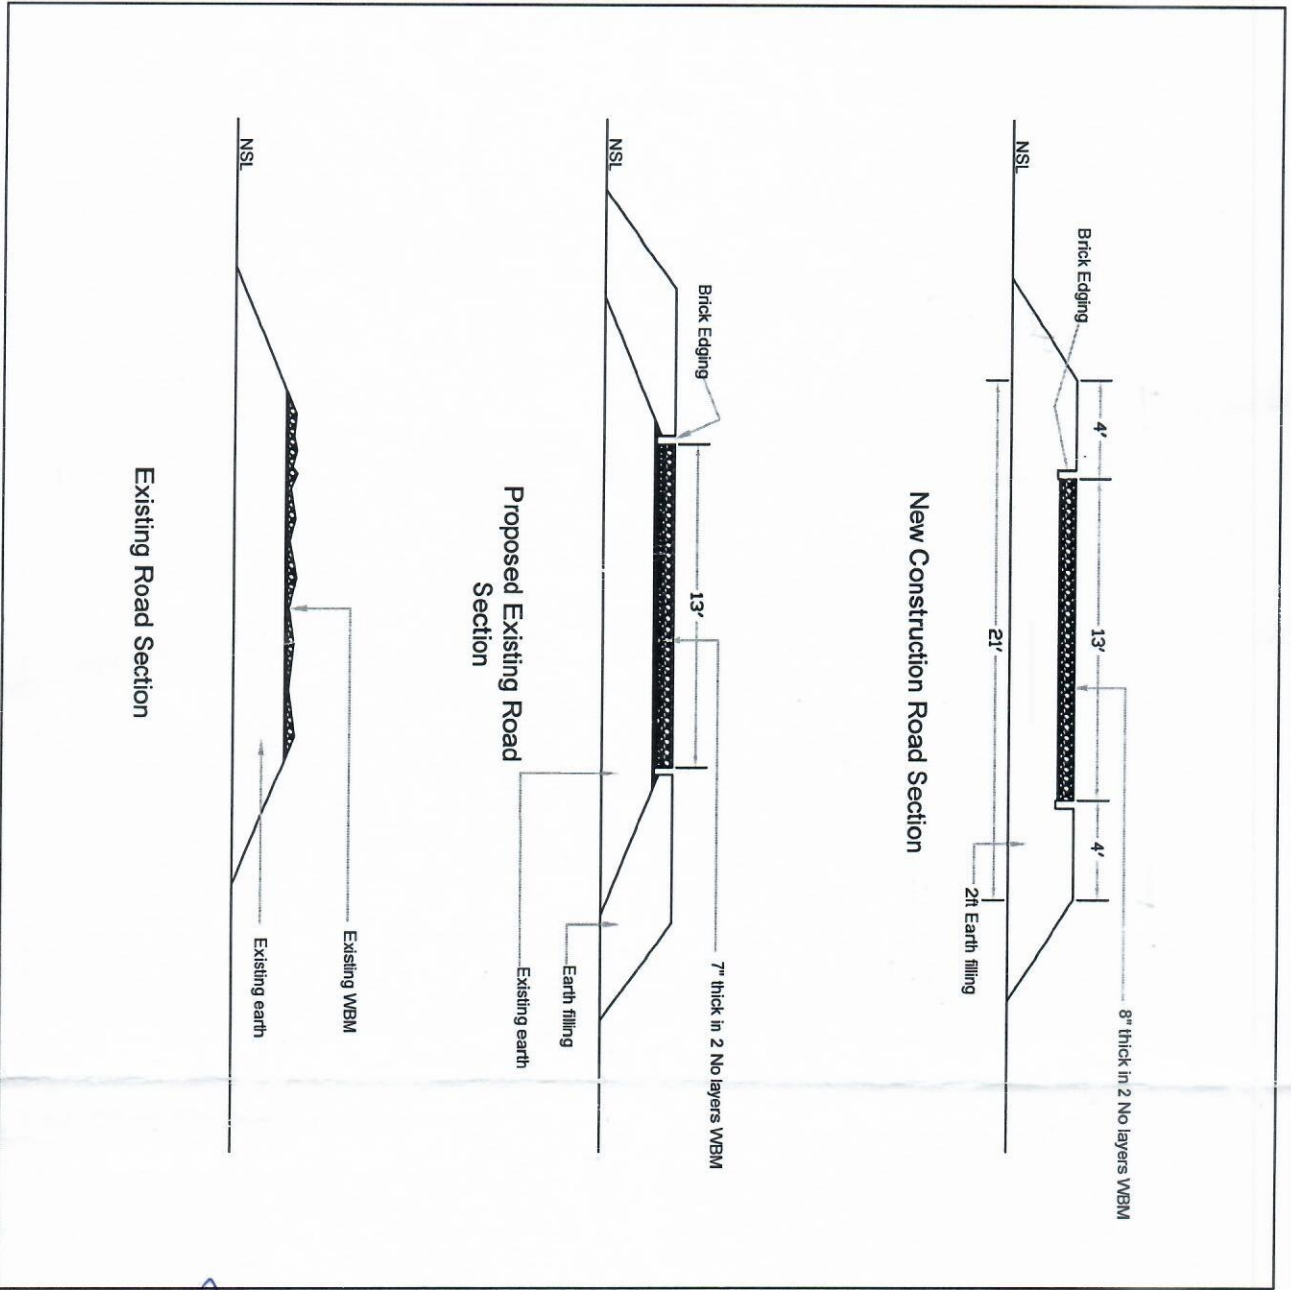 8" thick in 2 No layers WBM
Brick Edging
4'
13'
4'
NSL
21'
2ft Earth filling
New Construction Road Section
7" thick in 2 No layers WBM
Brick Edging
13'
NSL
Earth filling
Existing earth
Proposed Existing Road
Section
Existing WBM
NSL
Existing earth
Existing Road Section